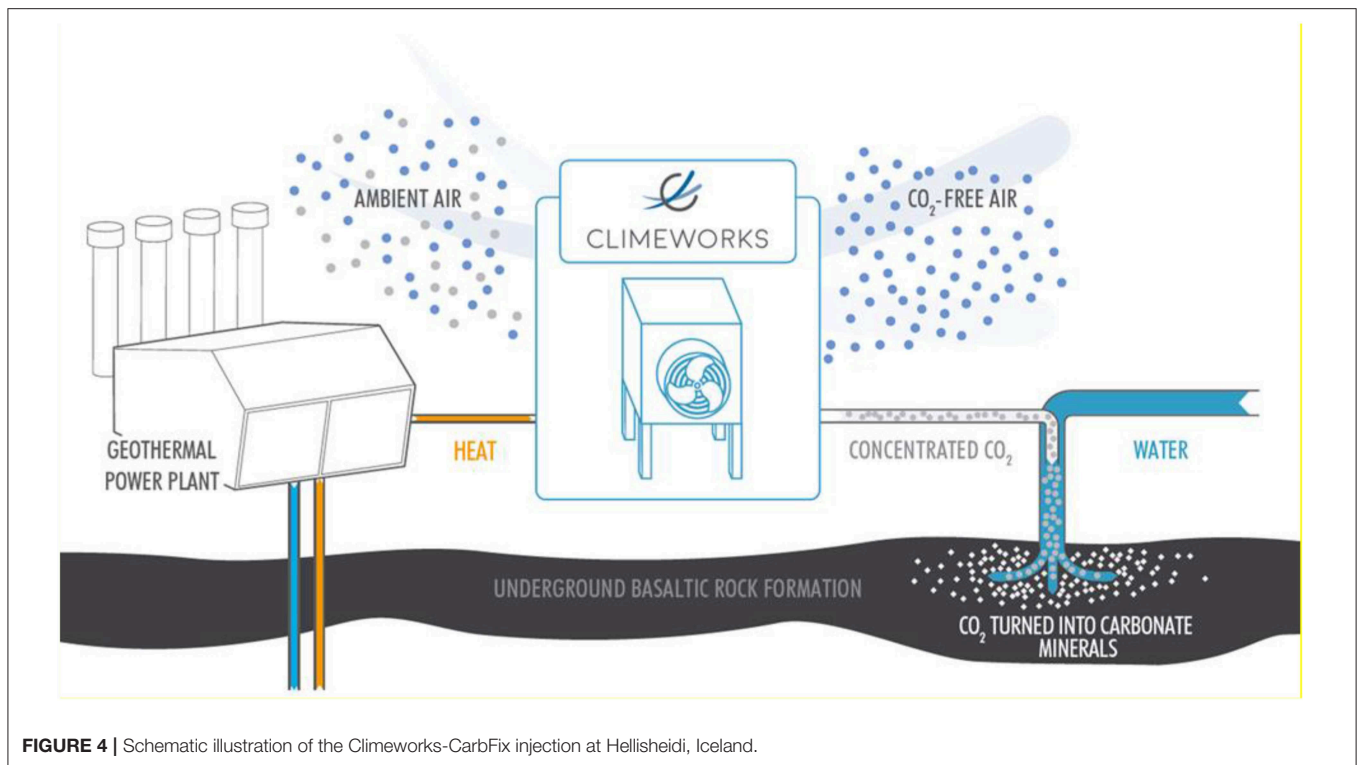 AMBIENT AIR
CLIMEWORKS
CO₂-FREE AIR
GEOTHERMAL
POWER PLANT
HEAT
CONCENTRATED CO₂
WATER
UNDERGROUND BASALTIC ROCK FORMATION
CO₂ TURNED INTO CARBONATE
MINERALS
FIGURE 4 | Schematic illustration of the Climeworks-CarbFix injection at Hellisheidi, Iceland.